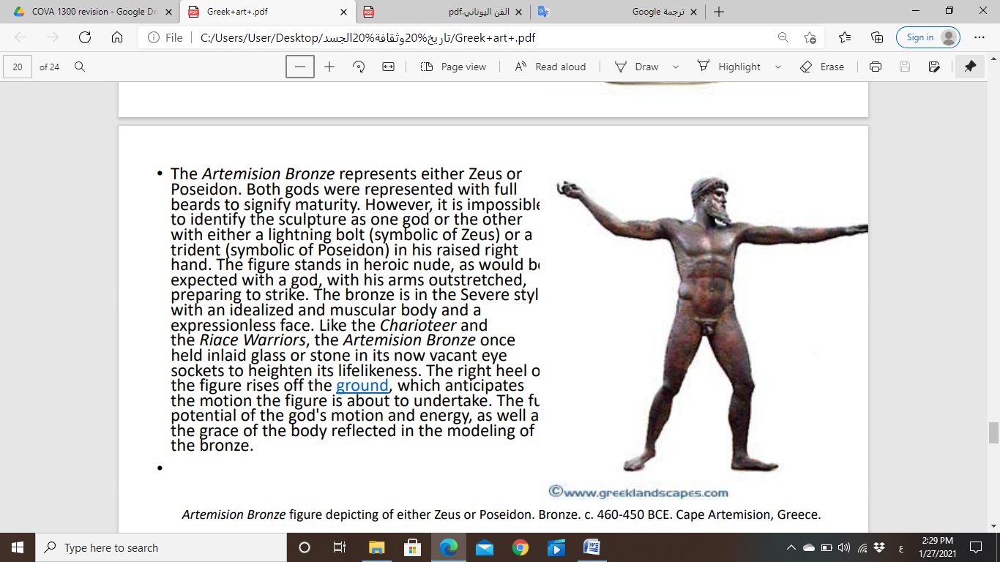 COVA 1300 revision - Google Dri
Greek+art+.pdf
الفن اليوناني.pdf
ترجمة Google
File
C:/Users/User/Desktop/تاريخ%20وثقافة%20الجسد/Greek+art+.pdf
Sign in
20 of 24
Page view
Read aloud
Draw
Highlight
Erase
• The Artemision Bronze represents either Zeus or
Poseidon. Both gods were represented with full
beards to signify maturity. However, it is impossible
to identify the sculpture as one god or the other
with either a lightning bolt (symbolic of Zeus) or a
trident (symbolic of Poseidon) in his raised right
hand. The figure stands in heroic nude, as would be
expected with a god, with his arms outstretched,
preparing to strike. The bronze is in the Severe styl
with an idealized and muscular body and a
expressionless face. Like the Charioteer and
the Riace Warriors, the Artemision Bronze once
held inlaid glass or stone in its now vacant eye
sockets to heighten its lifelikeness. The right heel o
the figure rises off the ground, which anticipates
the motion the figure is about to undertake. The fu
potential of the god's motion and energy, as well a
the grace of the body reflected in the modeling of
the bronze.
•
©www.greeklandscapes.com
Artemision Bronze figure depicting of either Zeus or Poseidon. Bronze. c. 460-450 BCE. Cape Artemision, Greece.
Type here to search
ع
2:29 PM
1/27/2021